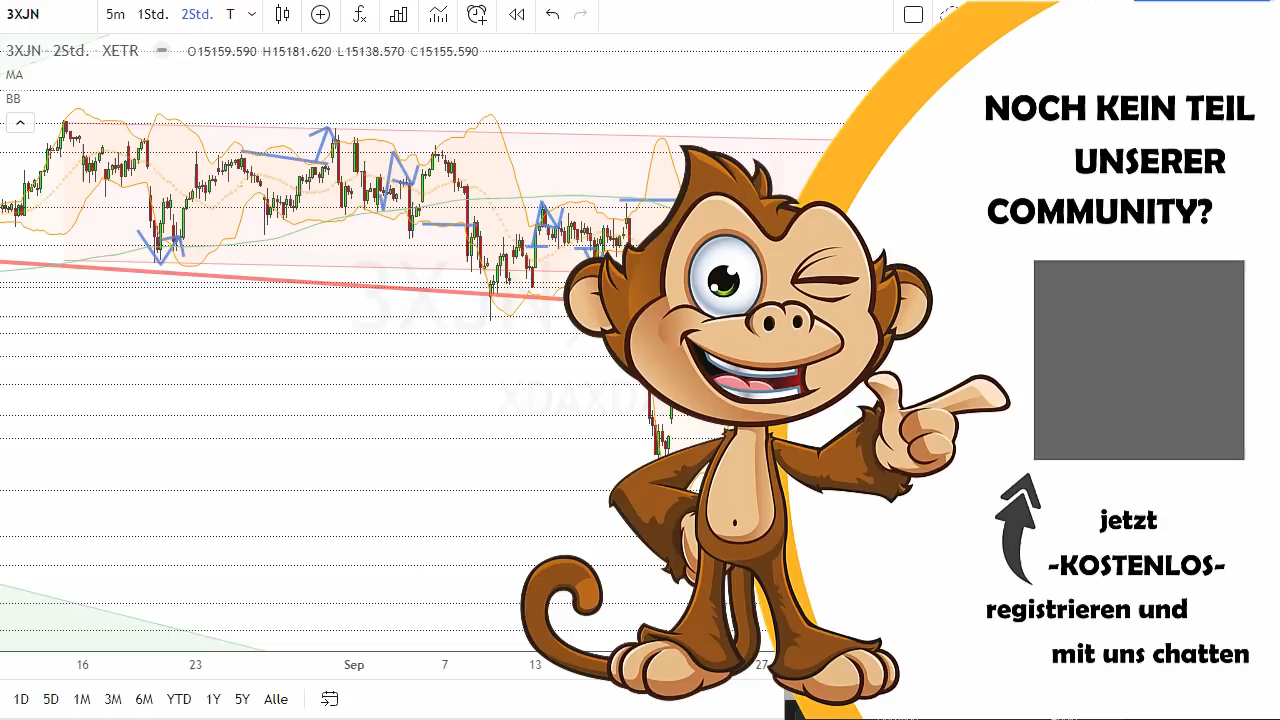 3XJN
5m 1Std. 2Std. T
3XJN 2Std. XETR O15159.590 H15181.620 L15138.570 C15155.590
MA
BB
NOCH KEIN TEIL
UNSERER
COMMUNITY?
jetzt
-KOSTENLOS-
registrieren und
mit uns chatten
16 23 Sep 7 13 27
1D 5D 1M 3M 6M YTD 1Y 5Y Alle